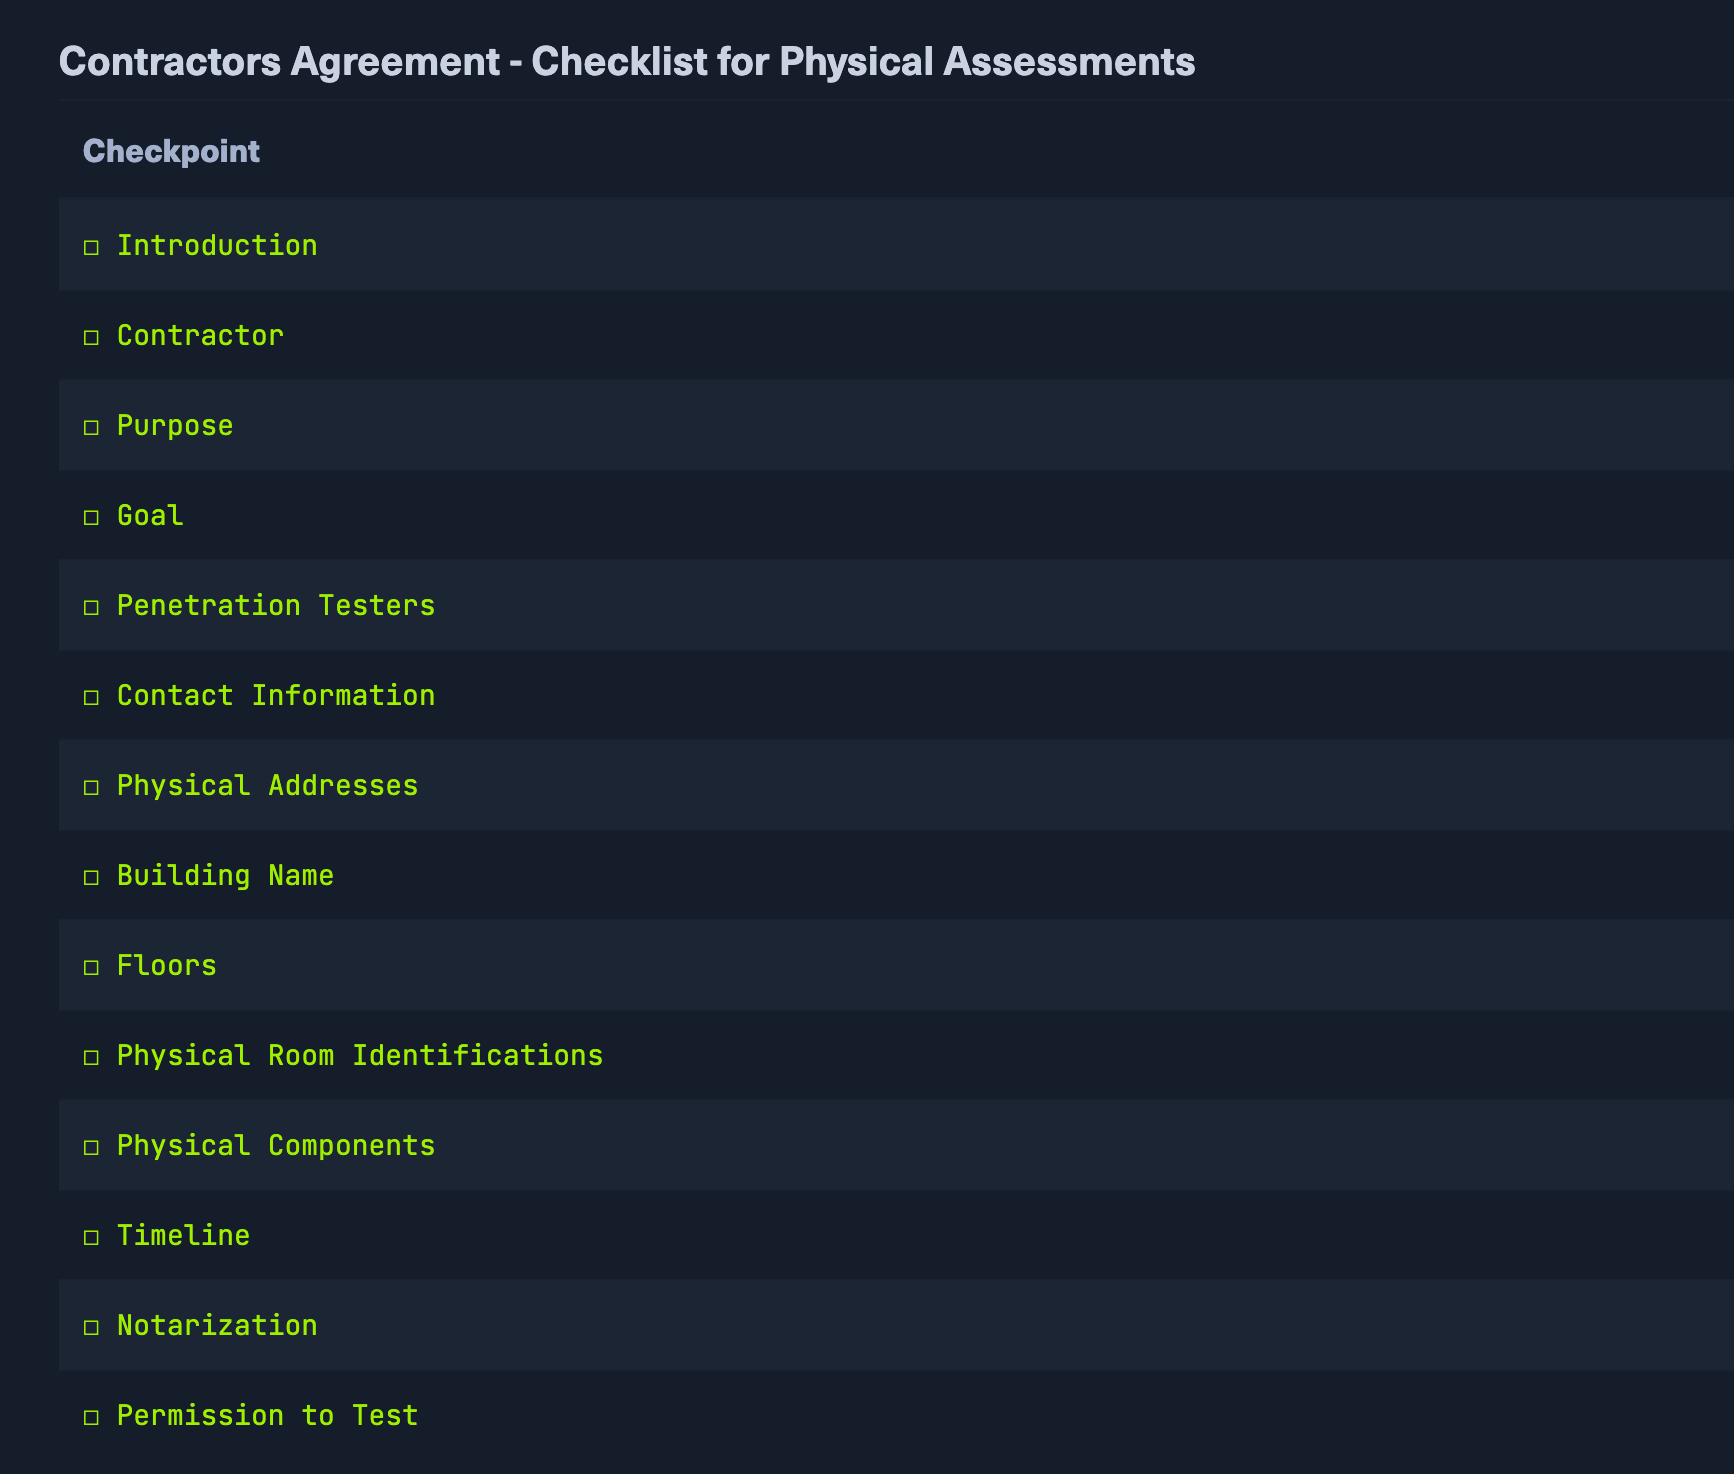 Contractors Agreement - Checklist for Physical Assessments
Checkpoint
☐ Introduction
☐ Contractor
☐ Purpose
☐ Goal
☐ Penetration Testers
☐ Contact Information
☐ Physical Addresses
☐ Building Name
☐ Floors
☐ Physical Room Identifications
☐ Physical Components
☐ Timeline
☐ Notarization
☐ Permission to Test